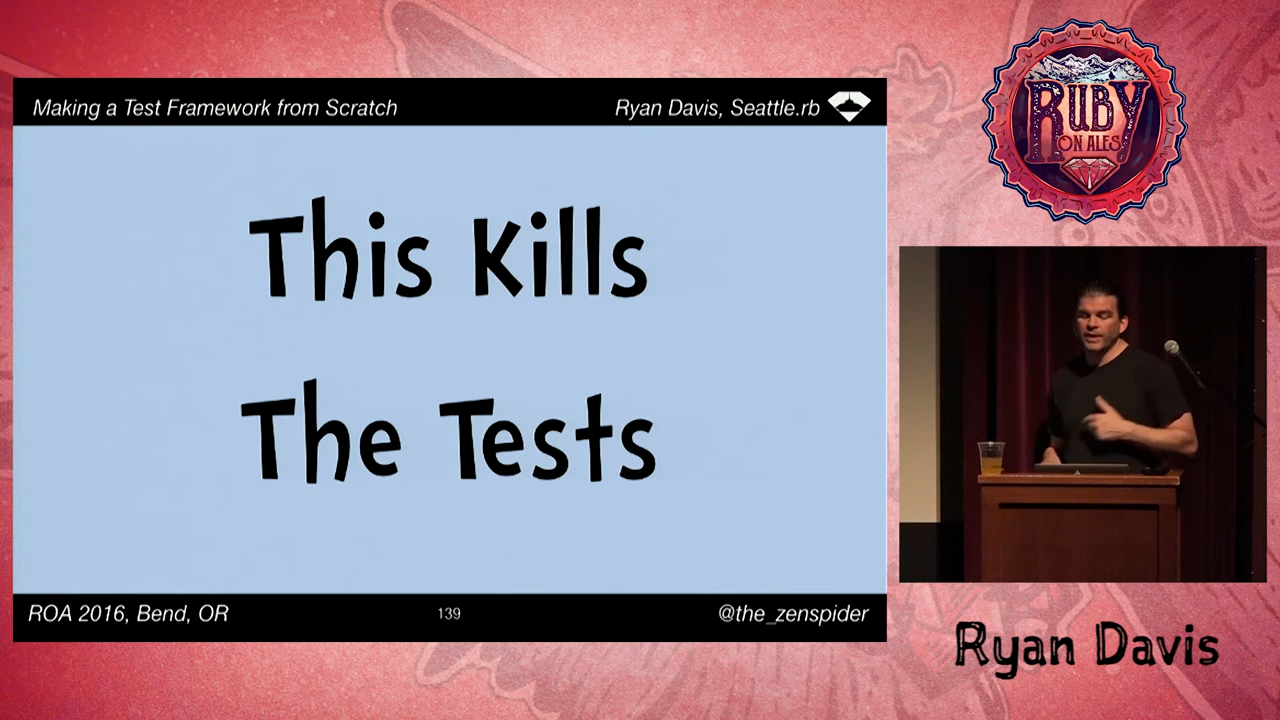 Making a Test Framework from Scratch
Ryan Davis, Seattle.rb
This Kills
The Tests
ROA 2016, Bend, OR
139
@the_zenspider
RUBY
ON ALES
Ryan Davis